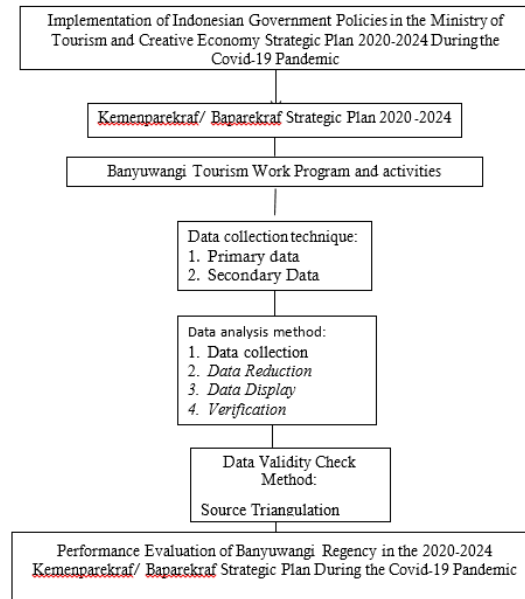 Implementation of Indonesian Government Policies in the Ministry of
Tourism and Creative Economy Strategic Plan 2020-2024 During the
Covid-19 Pandemic
Kemenparekraf/ Baparekraf Strategic Plan 2020 -2024
Banyuwangi Tourism Work Program and activities
Data collection technique:
1. Primary data
2. Secondary Data
Data analysis method:
1. Data collection
2. Data Reduction
3. Data Display
4. Verification
Data Validity Check
Method:
Source Triangulation
Performance Evaluation of Banyuwangi Regency in the 2020-2024
Kemenparekraf/ Baparekraf Strategic Plan During the Covid-19 Pandemic